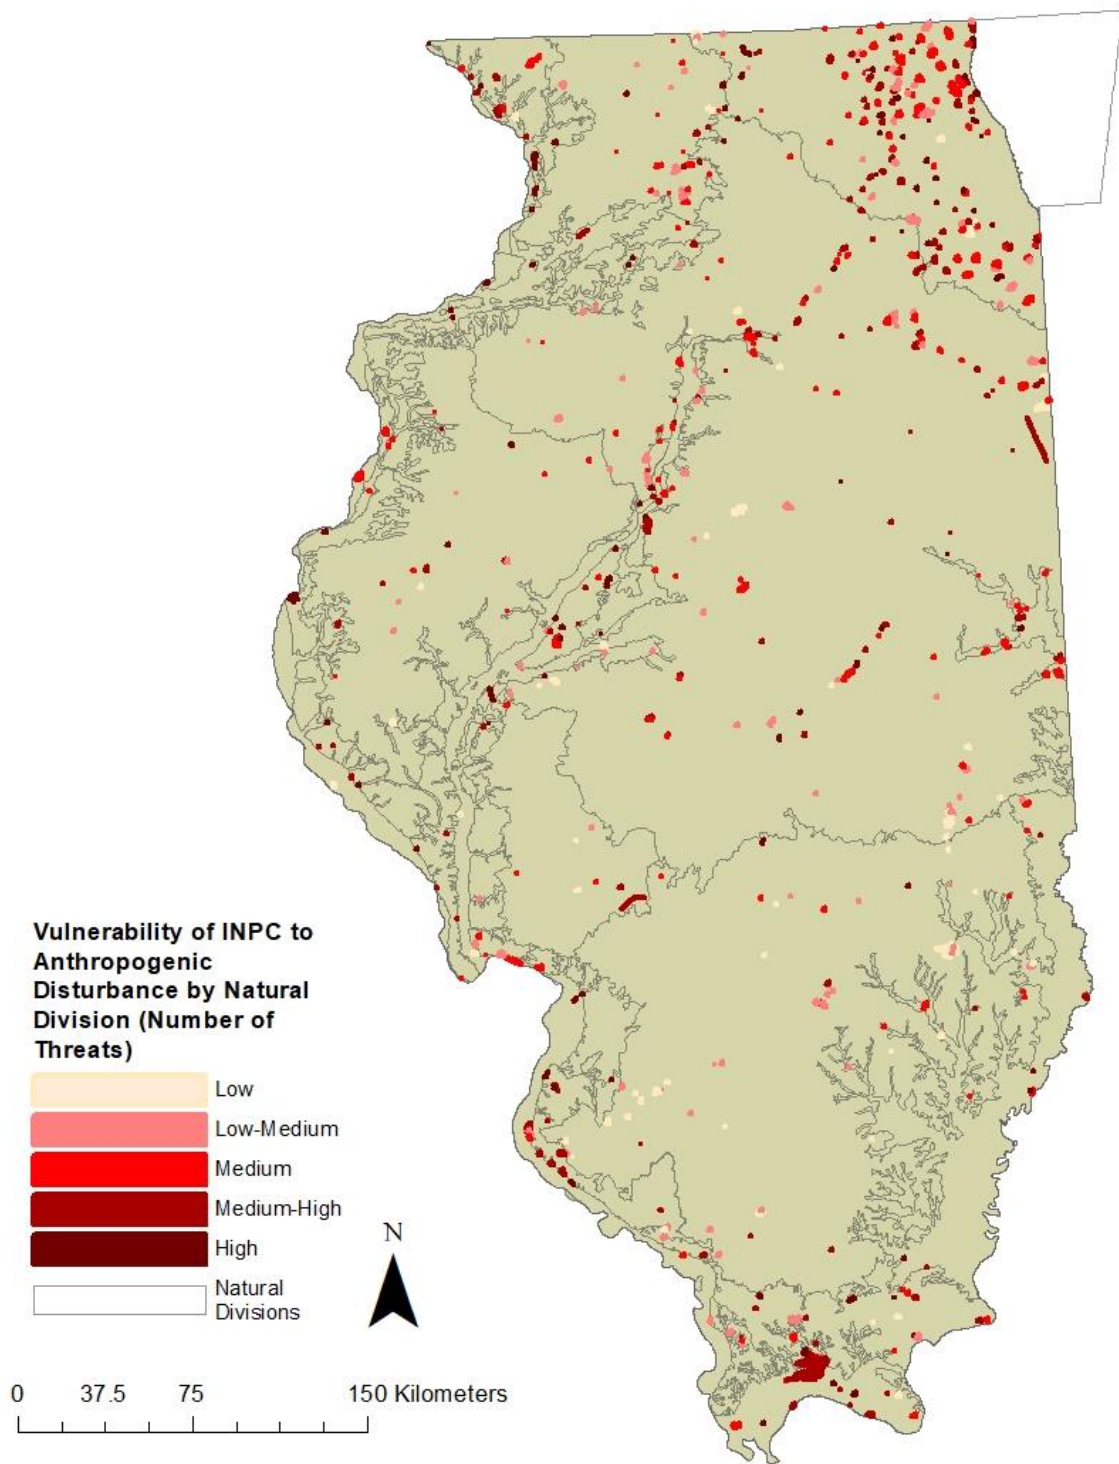 Vulnerability of INPC to
Anthropogenic
Disturbance by Natural
Division (Number of
Threats)
Low
Low-Medium
Medium
Medium-High
High
Natural
Divisions
N
0 37.5 75 150 Kilometers